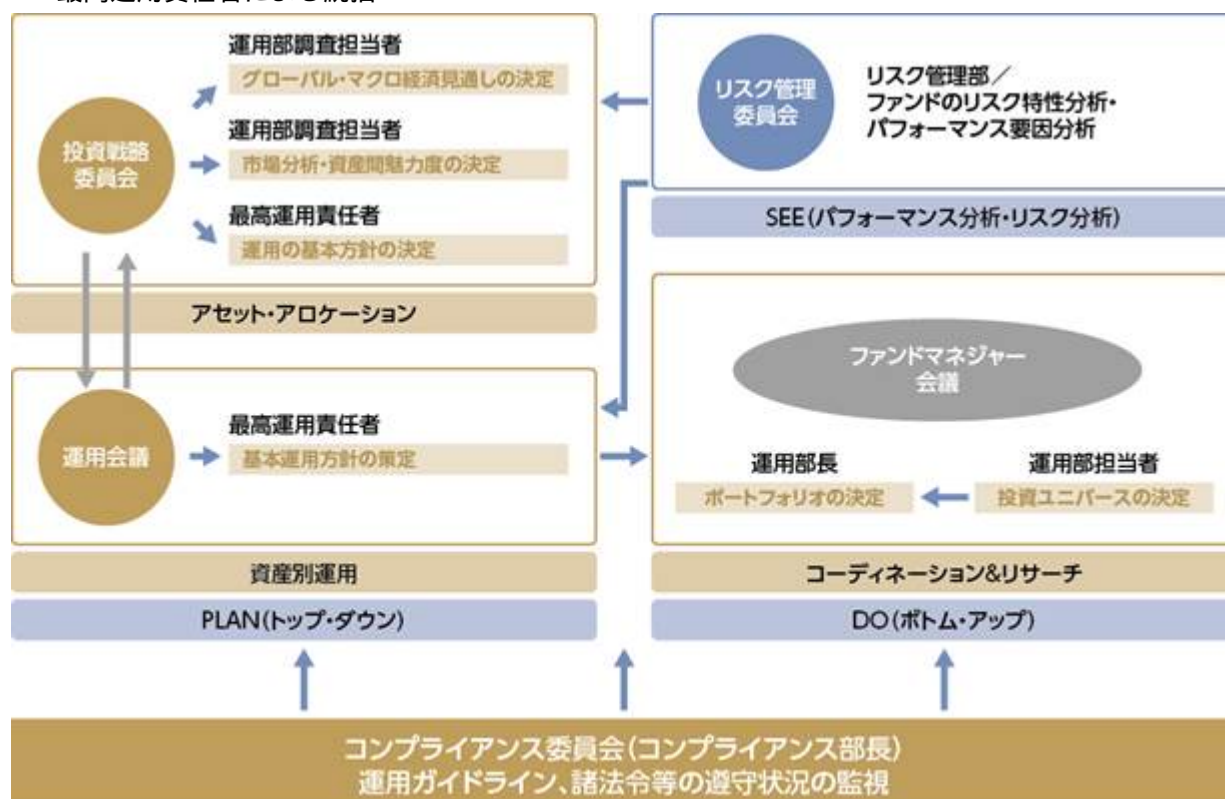 最高運用責任者による統括
運用部調査担当者
グローバル・マクロ経済見通しの決定
運用部調査担当者
市場分析・資産間魅力度の決定
最高運用責任者
運用の基本方針の決定
投資戦略
委員会
アセット・アロケーション
リスク管理
委員会
リスク管理部／
ファンドのリスク特性分析・
パフォーマンス要因分析
SEE(パフォーマンス分析・リスク分析)
運用会議
最高運用責任者
基本運用方針の策定
資産別運用
PLAN(トップ・ダウン)
ファンドマネジャー
会議
運用部長
ポートフォリオの決定
運用部担当者
投資ユニバースの決定
コーディネーション&リサーチ
DO(ボトム・アップ)
コンプライアンス委員会(コンプライアンス部長)
運用ガイドライン、諸法令等の遵守状況の監視